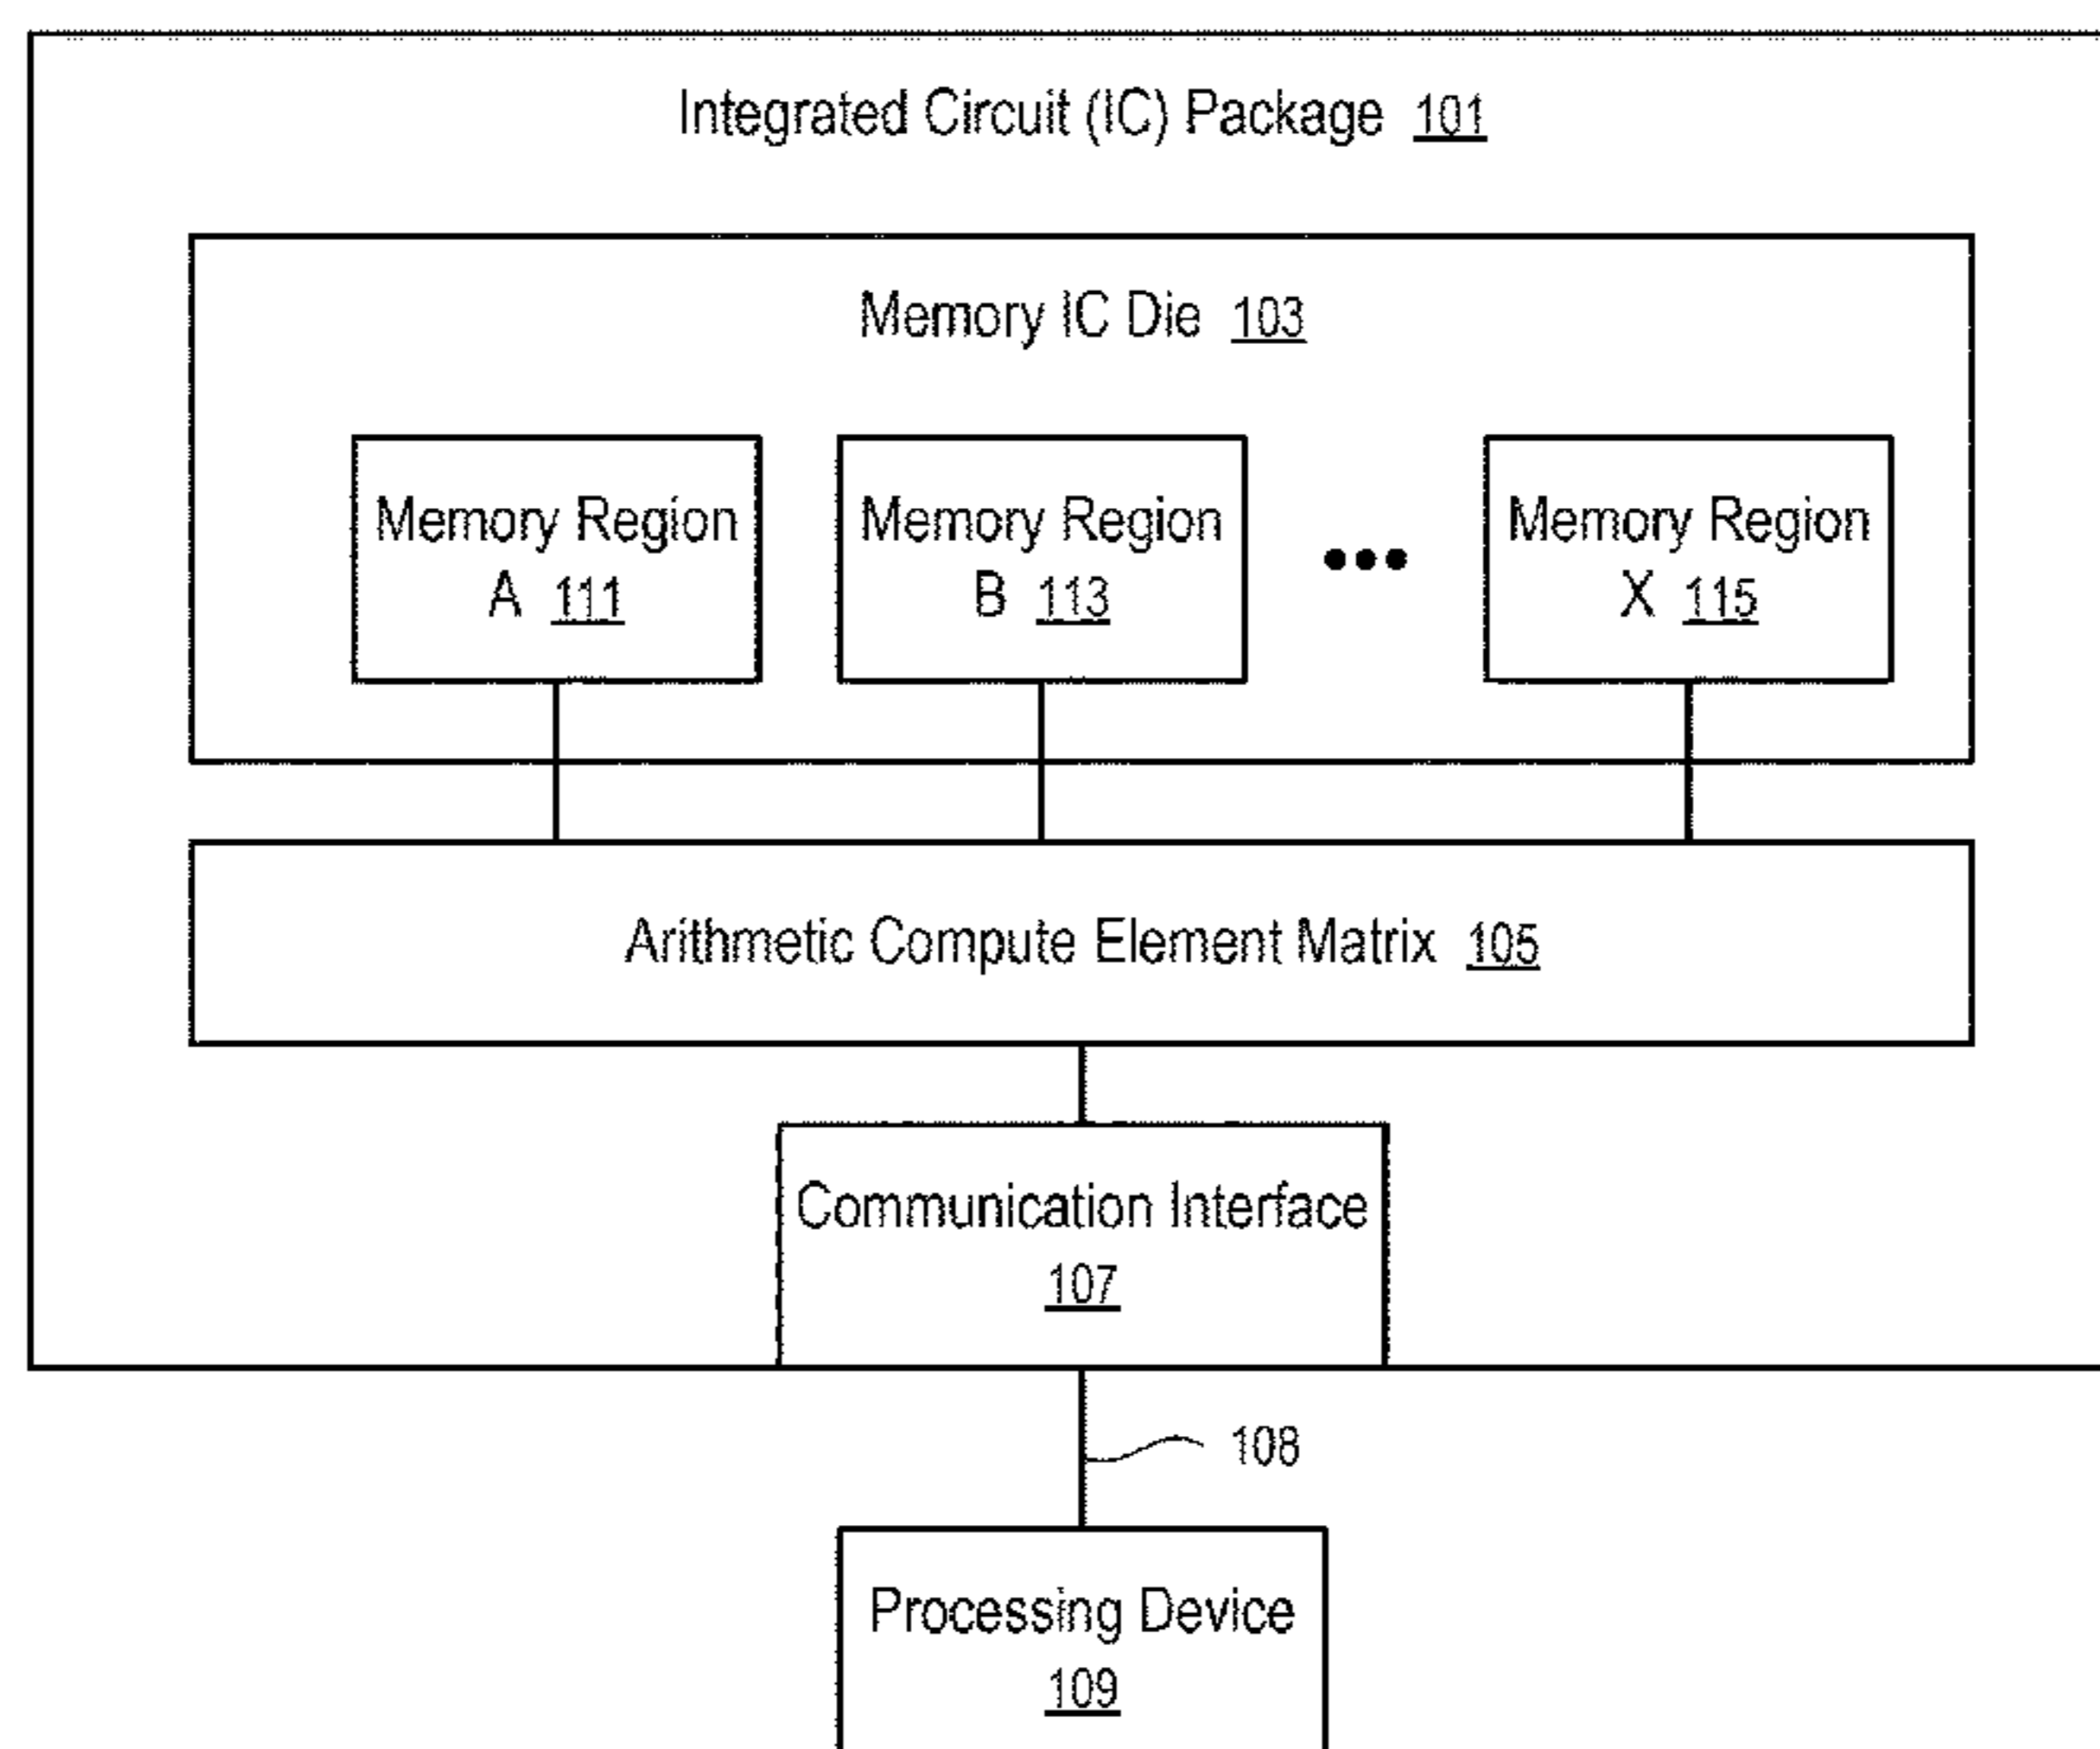 Integrated Circuit (IC) Package 101
Memory IC Die 103
Memory Region
A 111
Memory Region
B 113
Memory Region
X 115
Arithmetic Compute Element Matrix 105
Communication Interface
107
108
Processing Device
109